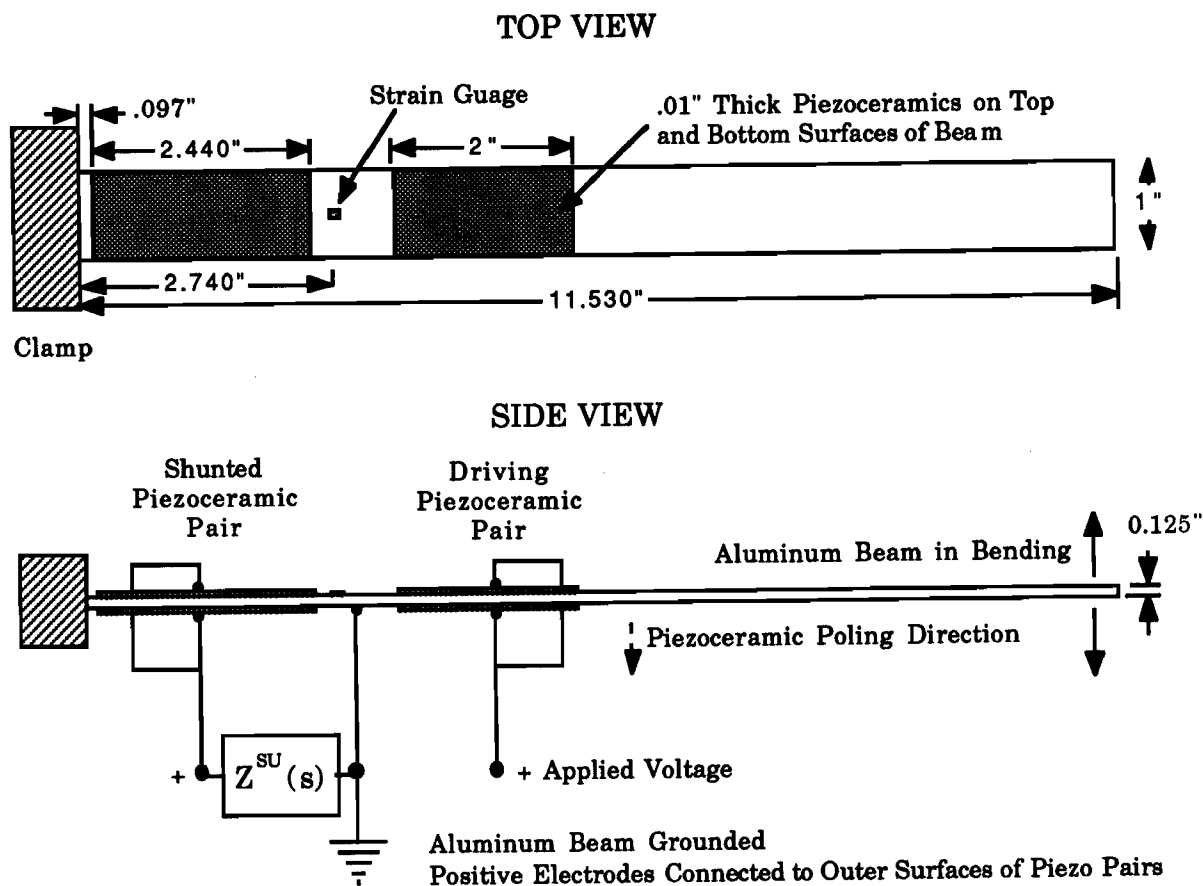 TOP VIEW
.097"
Strain Guage
.01" Thick Piezoceramics on Top
and Bottom Surfaces of Beam
2.440"
2"
1"
2.740"
11.530"
Clamp
SIDE VIEW
Shunted
Piezoceramic
Pair
Driving
Piezoceramic
Pair
0.125"
Aluminum Beam in Bending
Piezoceramic Poling Direction
+ Z^SU (s)
+ Applied Voltage
Aluminum Beam Grounded
Positive Electrodes Connected to Outer Surfaces of Piezo Pairs